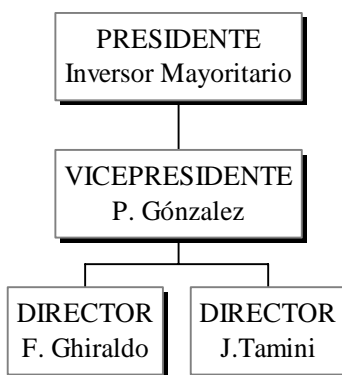 PRESIDENTE
Inversor Mayoritario
VICEPRESIDENTE
P. Gónzalez
DIRECTOR
F. Ghiraldo
DIRECTOR
J.Tamini